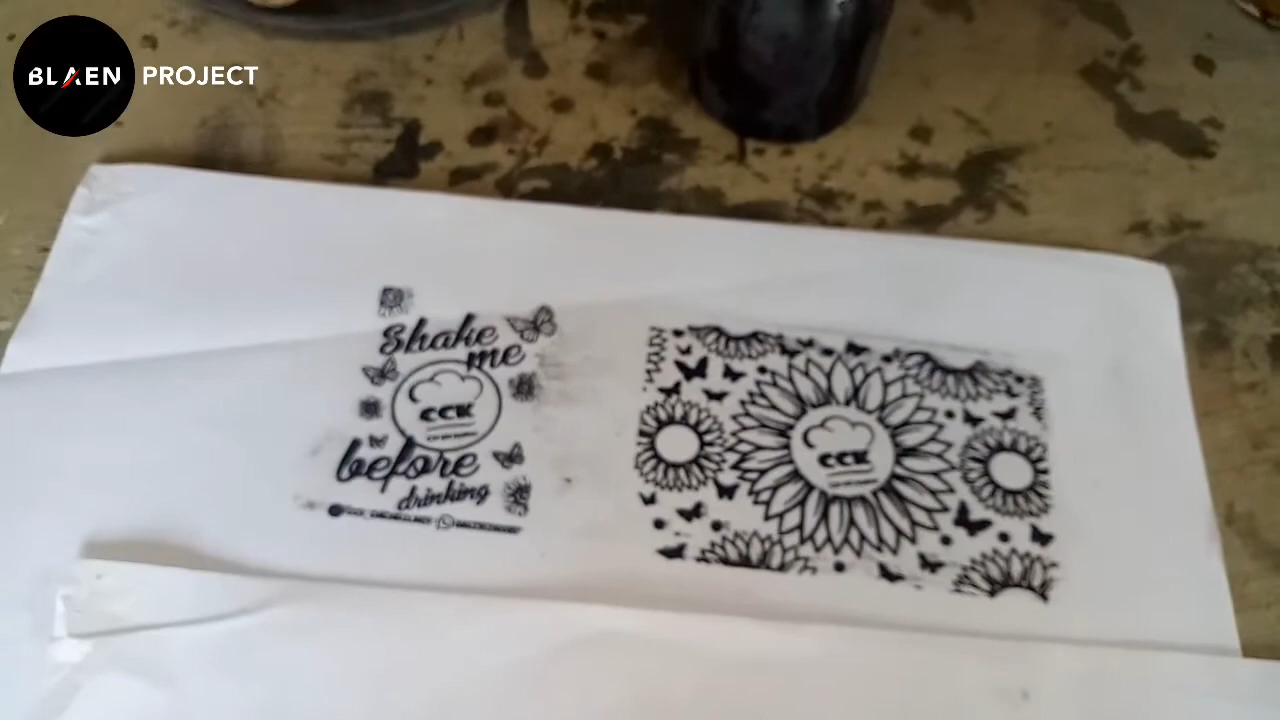 BLAEN PROJECT
Shake
me
CCK
before
drinking
CCK